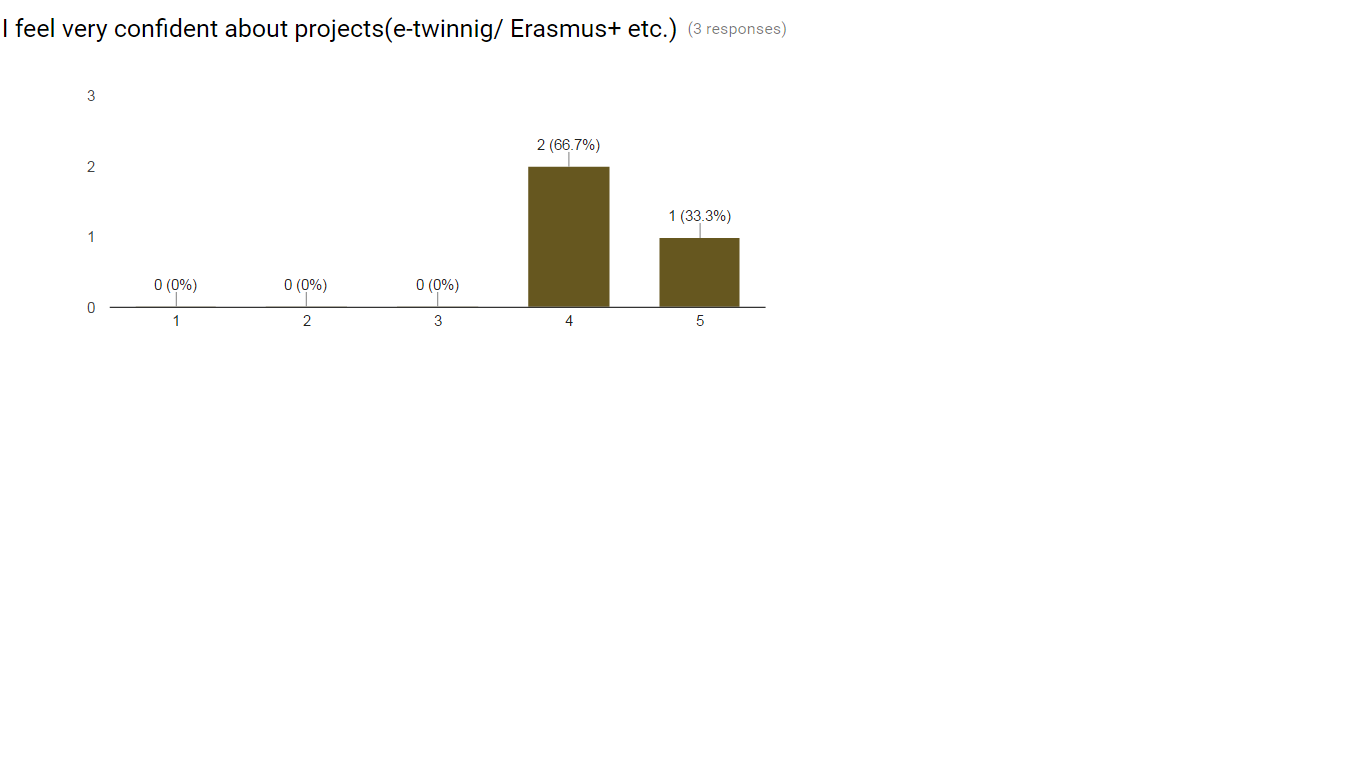 I feel very confident about projects(e-twinnig/ Erasmus+ etc.) (3 responses)
3
2 (66.7%)
2
1 (33.3%)
1
0 (0%) 0 (0%) 0 (0%)
0
1 2 3 4 5